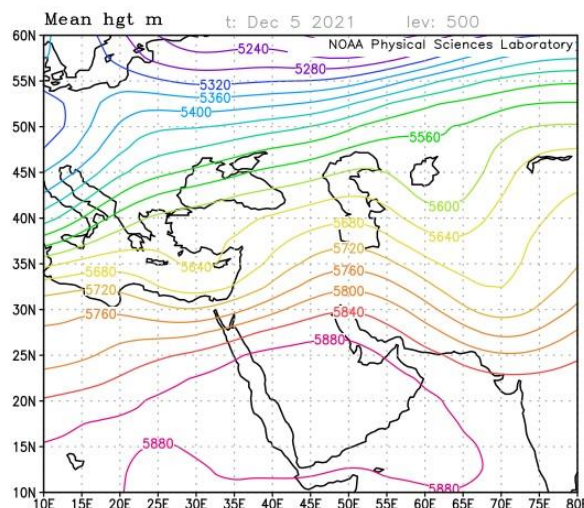 Mean hgt m t: Dec 5 2021 lev: 500
NOAA Physical Sciences Laboratory
60N
55N
50N
45N
40N
35N
30N
25N
20N
15N
10N
5240
5280
5320
5360
5400
5560
5600
5640
5680
5720
5760
5800
5840
5880
5640
5680
5720
5760
5880
5880
10E 15E 20E 25E 30E 35E 40E 45E 50E 55E 60E 65E 70E 75E 80E